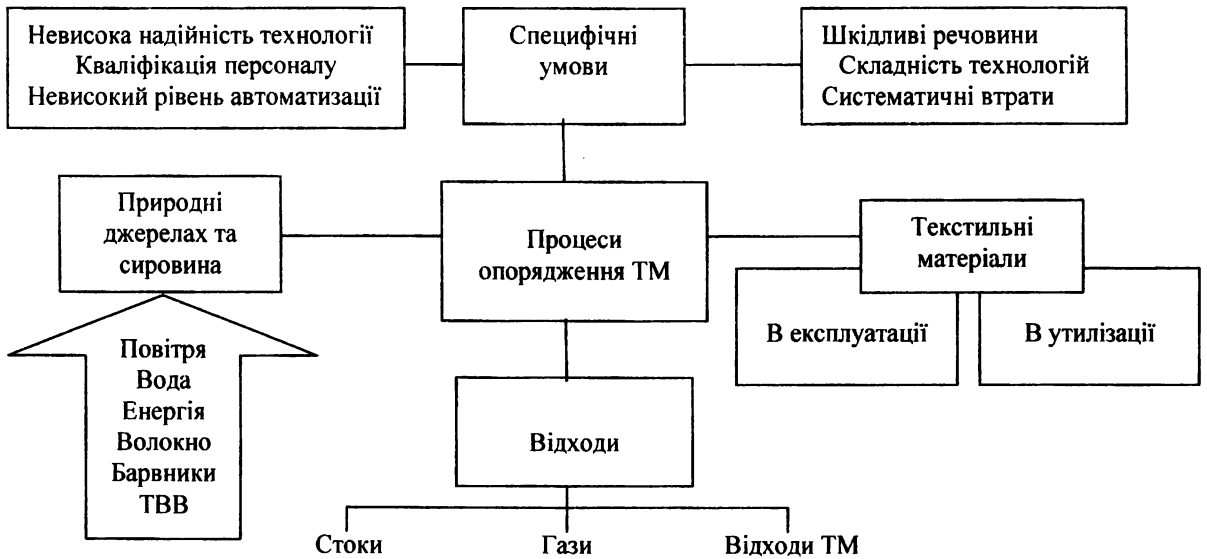 Невисока надійність технології
Кваліфікація персоналу
Невисокий рівень автоматизації
Специфічні
умови
Шкідливі речовини
Складність технологій
Систематичні втрати
Природні
джерелах та
сировина
Процеси
опорядження ТМ
Текстильні
матеріали
В експлуатації
В утилізації
Повітря
Вода
Енергія
Волокно
Барвники
ТВВ
Відходи
Стоки
Гази
Відходи ТМ